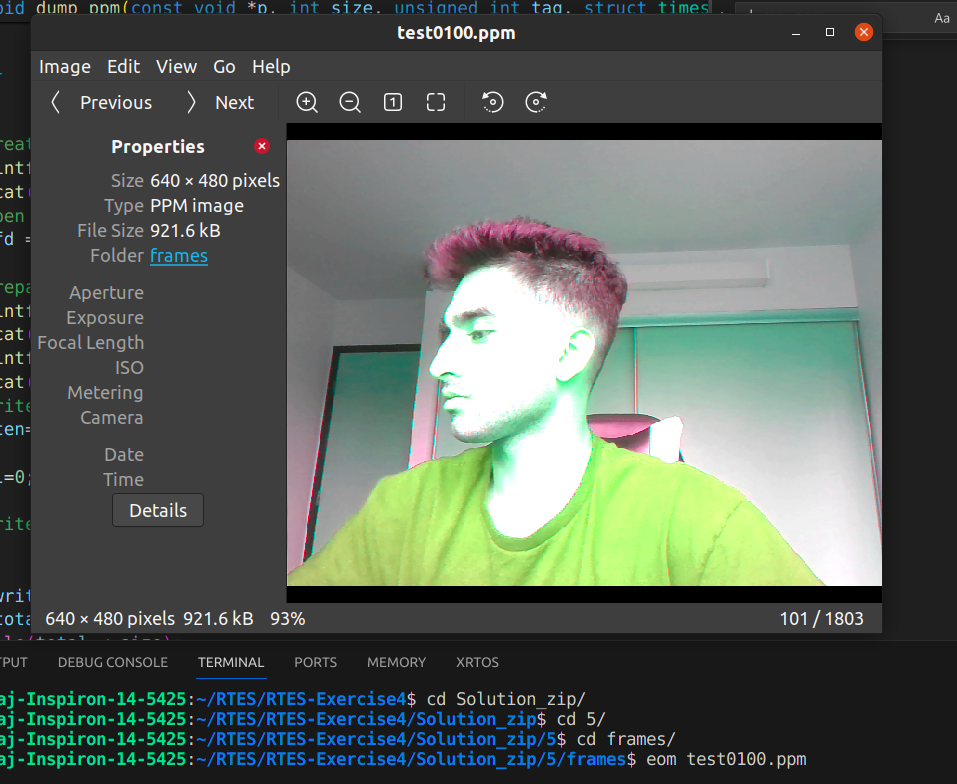 oid dump_ppm(const void *p, int size, unsigned int tag, struct times
Aa
test0100.ppm
Image Edit View Go Help
Previous Next
1
Properties
Size 640 × 480 pixels
Type PPM image
File Size 921.6 kB
Folder frames
Aperture
Exposure
Focal Length
ISO
Metering
Camera
Date
Time
Details
640 × 480 pixels 921.6 kB 93%
101 / 1803
reat
intf
cat(
pen
fd =
repa
intf
cat(
intf
cat(
rite
ten=
l=0;
rite
writ
tota
TPUT DEBUG CONSOLE TERMINAL PORTS MEMORY XRTOS
aj-Inspiron-14-5425:~/RTES/RTES-Exercise4$ cd Solution_zip/
aj-Inspiron-14-5425:~/RTES/RTES-Exercise4/Solution_zip$ cd 5/
aj-Inspiron-14-5425:~/RTES/RTES-Exercise4/Solution_zip/5$ cd frames/
aj-Inspiron-14-5425:~/RTES/RTES-Exercise4/Solution_zip/5/frames$ eom test0100.ppm